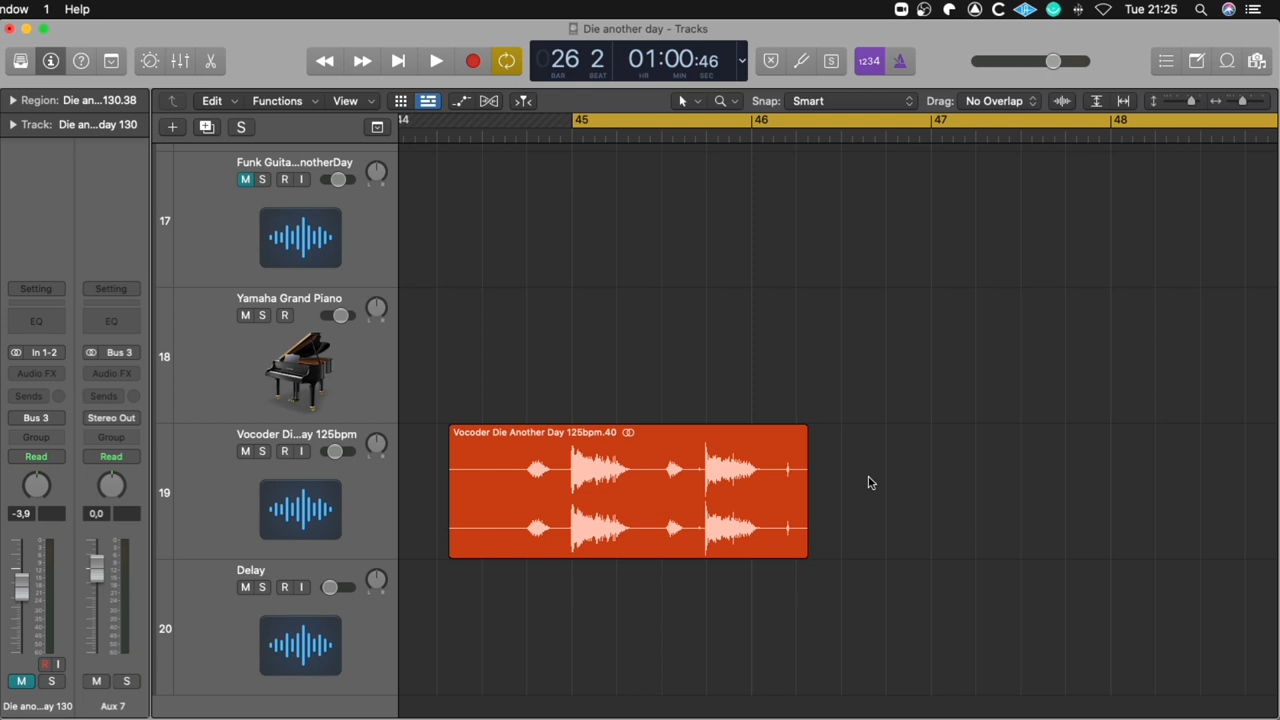 ndow 1 Help
Tue 21:25
Die another day - Tracks
26 2 01:00:46
BAR BEAT HR MIN SEC
1234
S
Region: Die an...130.38
Edit Functions View
Snap: Smart
Drag: No Overlap
Track: Die an...day 130
S
44 45 46 47 48
Funk Guita...notherDay
M S R I
17
Yamaha Grand Piano
M S R
18
Vocoder Di...ay 125bpm
M S R I
19
Vocoder Die Another Day 125bpm.40
Delay
M S R I
20
Setting Setting
EQ EQ
In 1-2 Bus 3
Audio FX Audio FX
Sends Sends
Bus 3 Stereo Out
Group Group
Read Read
-3,9 0,0
R I
M S M S
Die ano...ay 130 Aux 7